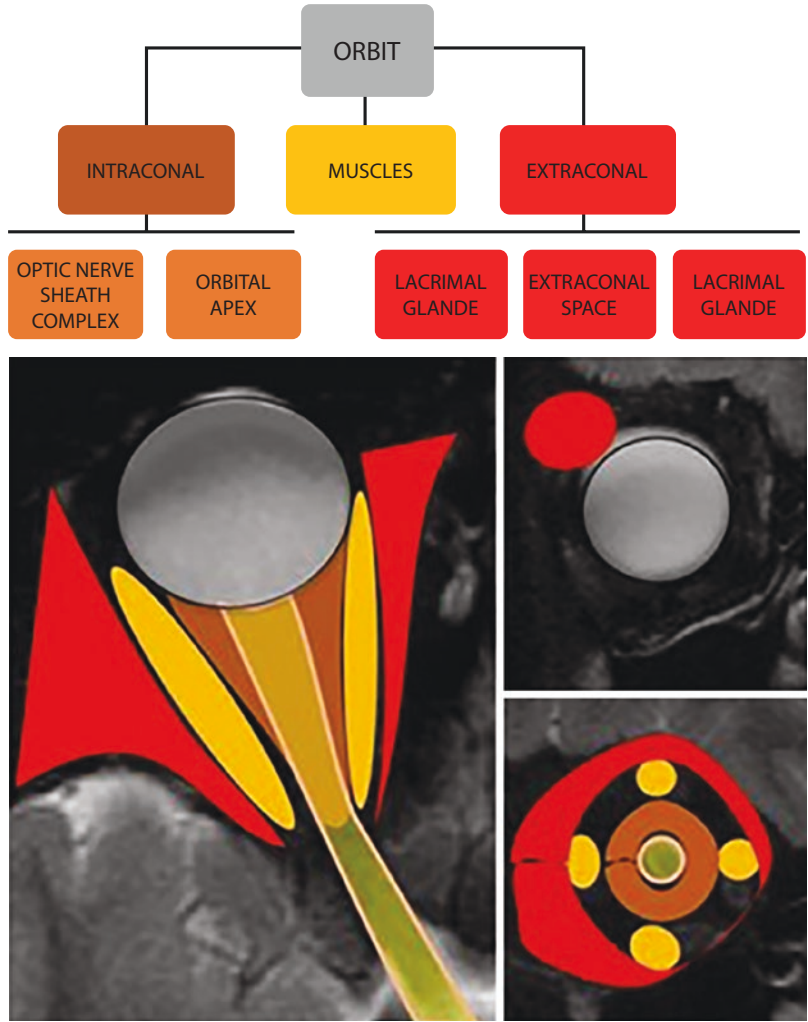 ORBIT
INTRACONAL
MUSCLES
EXTRACONAL
OPTIC NERVE
SHEATH
COMPLEX
ORBITAL
APEX
LACRIMAL
GLANDE
EXTRACONAL
SPACE
LACRIMAL
GLANDE